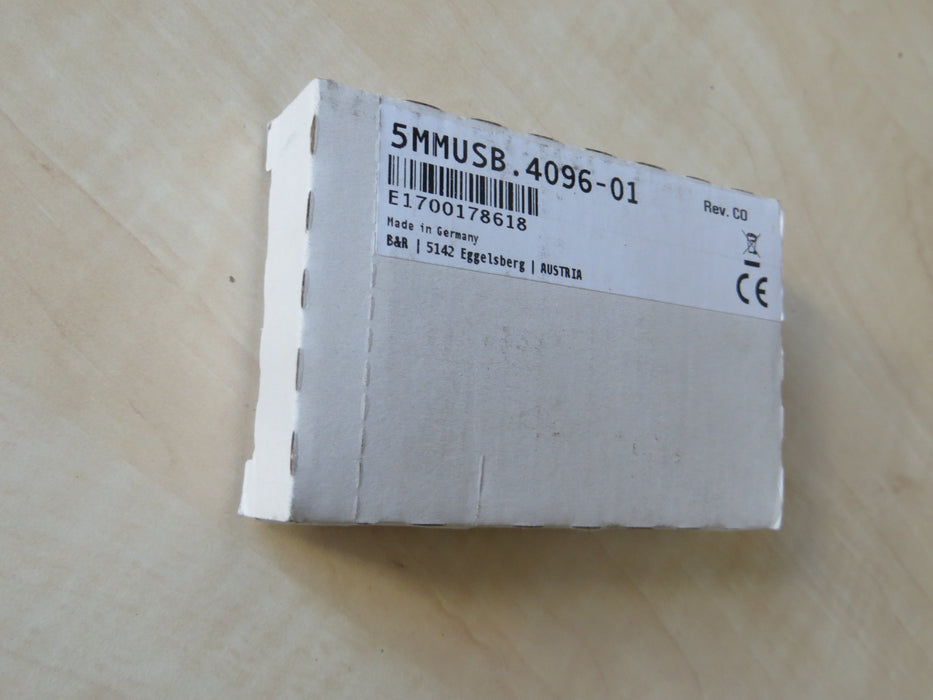 5MMUSB.4096-01
Rev. C0
E1700178618
Made in Germany
B&R | 5142 Eggelsberg | AUSTRIA
CE